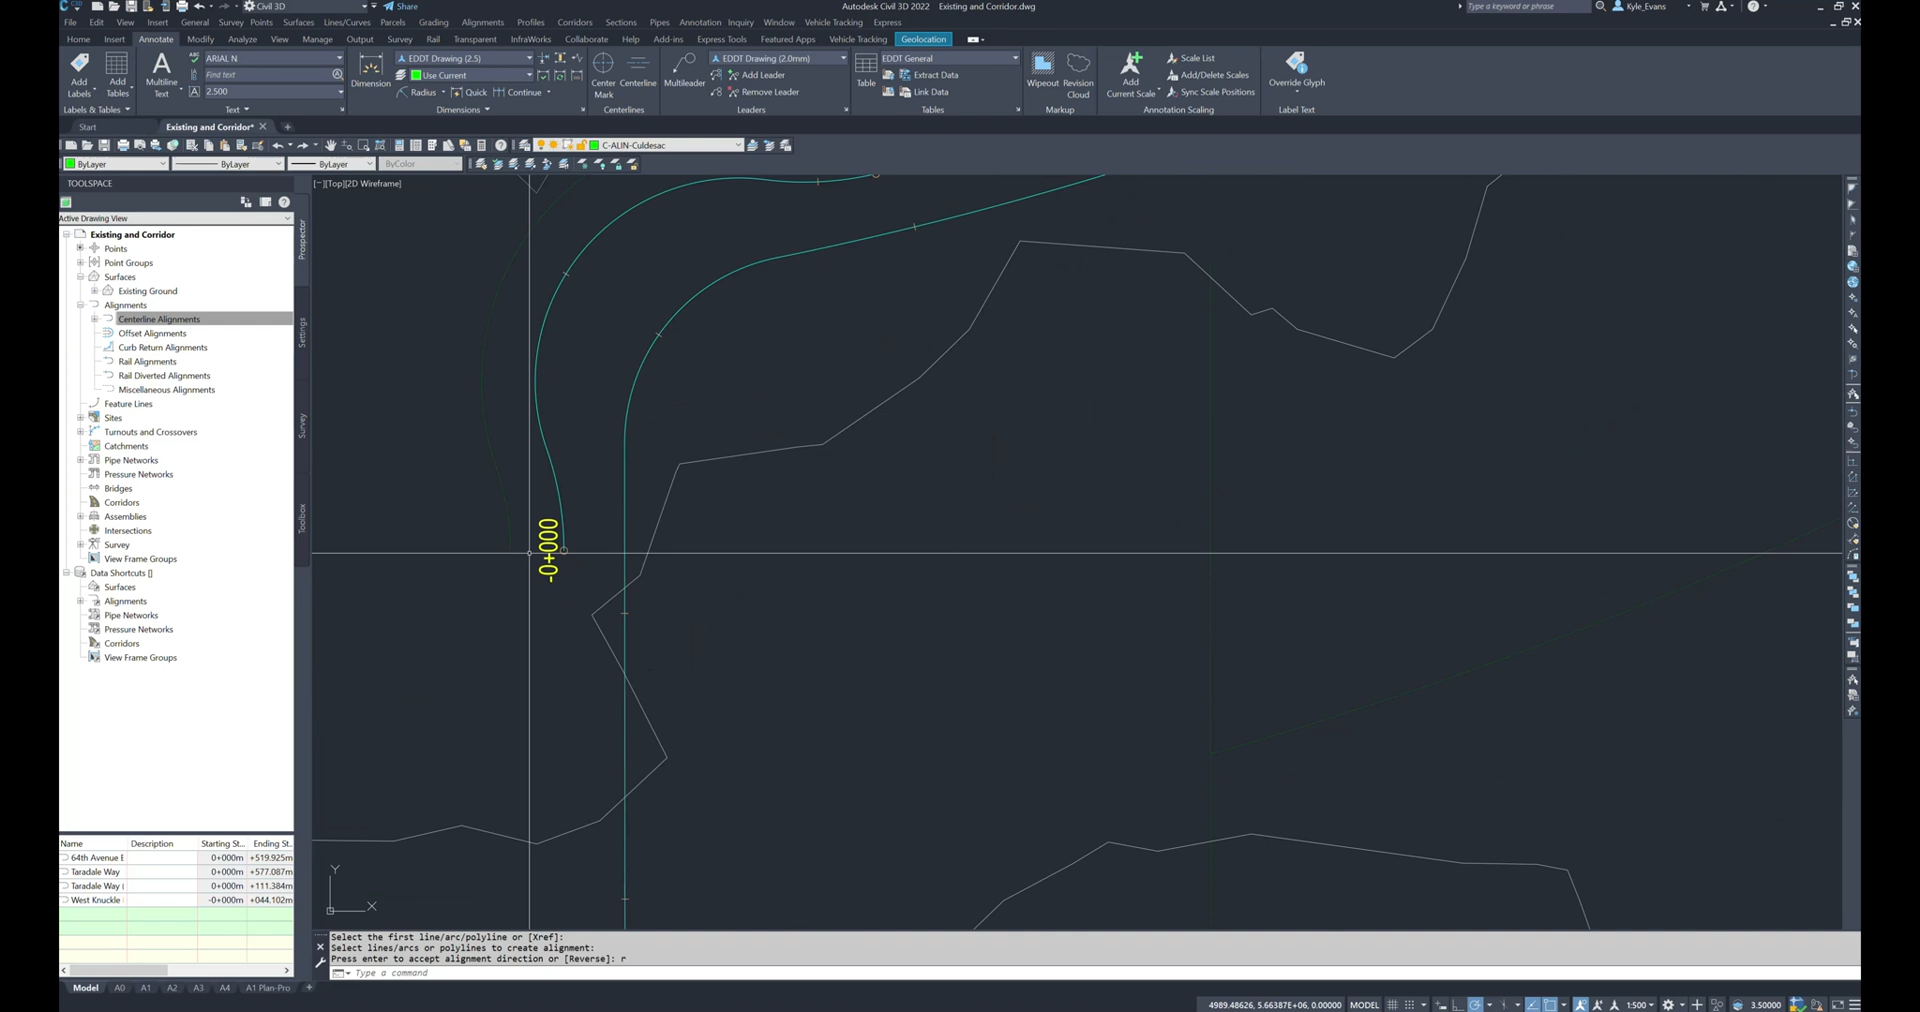 Civil 3D
Share
Autodesk Civil 3D 2022 Existing and Corridor.dwg
Type a keyword or phrase
Kyle_Evans
File Edit View Insert General Survey Points Surfaces Lines/Curves Parcels Grading Alignments Profiles Corridors Sections Pipes Annotation Inquiry Window Vehicle Tracking Express
Home Insert Annotate Modify Analyze View Manage Output Survey Rail Transparent InfraWorks Collaborate Help Add-ins Express Tools Featured Apps Vehicle Tracking Geolocation
ARIAL N
EDDT Drawing (2.5)
EDDT Drawing (2.0mm)
EDDT General
Scale List
Find text
Use Current
Add Leader
Extract Data
Add/Delete Scales
Add Labels
Add Tables
Multiline Text
2.500
Dimension
Radius
Quick
Continue
Center Mark
Centerline
Multileader
Remove Leader
Table
Link Data
Wipeout
Revision Cloud
Add Current Scale
Sync Scale Positions
Override Glyph
Labels & Tables
Text
Dimensions
Centerlines
Leaders
Tables
Markup
Annotation Scaling
Label Text
Start
Existing and Corridor*
C-ALIN-Culdesac
ByLayer
ByLayer
ByLayer
ByColor
TOOLSPACE
[−][Top][2D Wireframe]
Active Drawing View
Existing and Corridor
Points
Point Groups
Surfaces
Existing Ground
Alignments
Centerline Alignments
Offset Alignments
Curb Return Alignments
Rail Alignments
Rail Diverted Alignments
Miscellaneous Alignments
Feature Lines
Sites
Turnouts and Crossovers
Catchments
Pipe Networks
Pressure Networks
Bridges
Corridors
Assemblies
Intersections
Survey
View Frame Groups
Data Shortcuts []
Surfaces
Alignments
Pipe Networks
Pressure Networks
Corridors
View Frame Groups
Prospector
Settings
Survey
Toolbox
-0+000
Name Description Starting St... Ending St...
64th Avenue E 0+000m +519.925m
Taradale Way 0+000m +577.087m
Taradale Way ( 0+000m +111.384m
West Knuckle -0+000m +044.102m
Y
X
Select the first line/arc/polyline or [Xref]:
Select lines/arcs or polylines to create alignment:
Press enter to accept alignment direction or [Reverse]: r
Type a command
Model A0 A1 A2 A3 A4 A1 Plan-Pro
4989.48626, 5.66387E+06, 0.00000 MODEL 1:500 3.50000